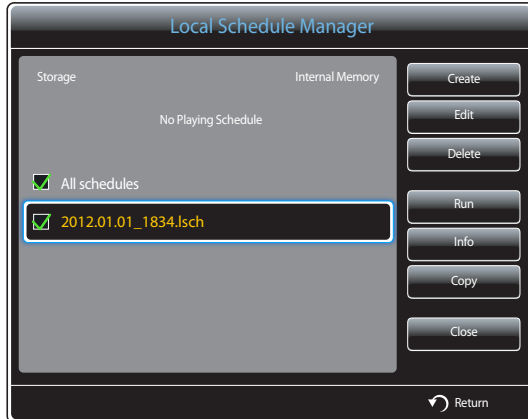 Local Schedule Manager
Storage Internal Memory
No Playing Schedule
All schedules
2012.01.01_1834.lsch
Create
Edit
Delete
Run
Info
Copy
Close
Return